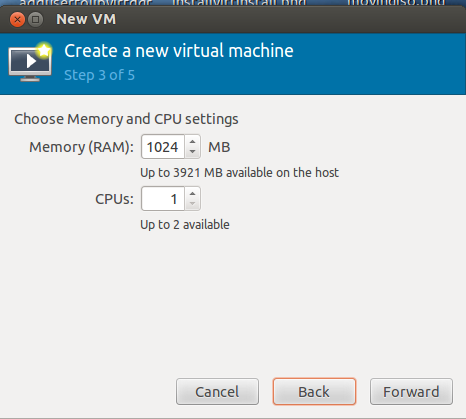 New VM
Create a new virtual machine
Step 3 of 5
Choose Memory and CPU settings
Memory (RAM): 1024 MB
Up to 3921 MB available on the host
CPUs: 1
Up to 2 available
Cancel Back Forward